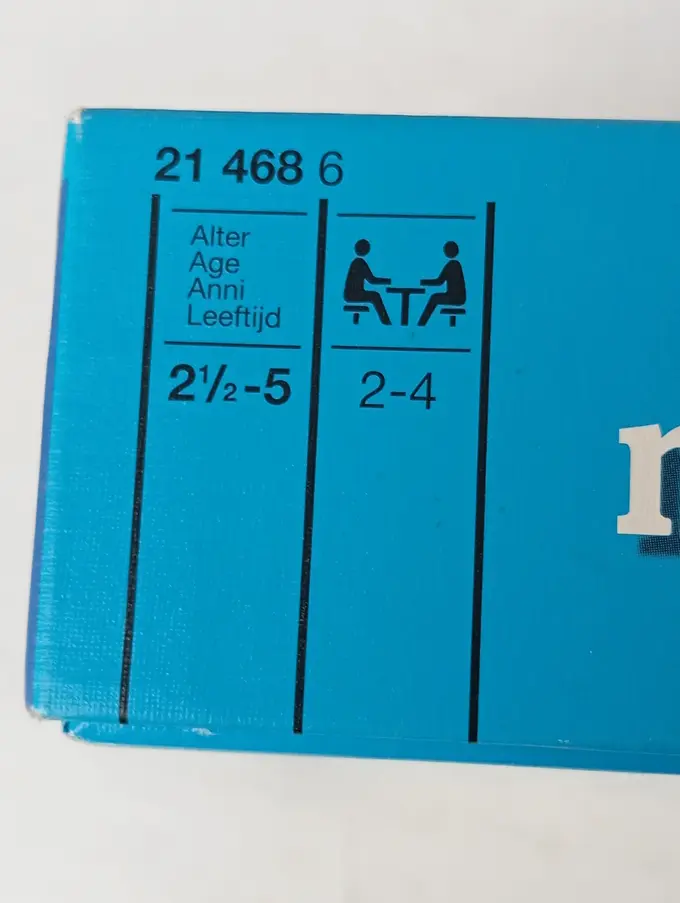 21 468 6
Alter
Age
Anni
Leeftijd
2½-5
2-4